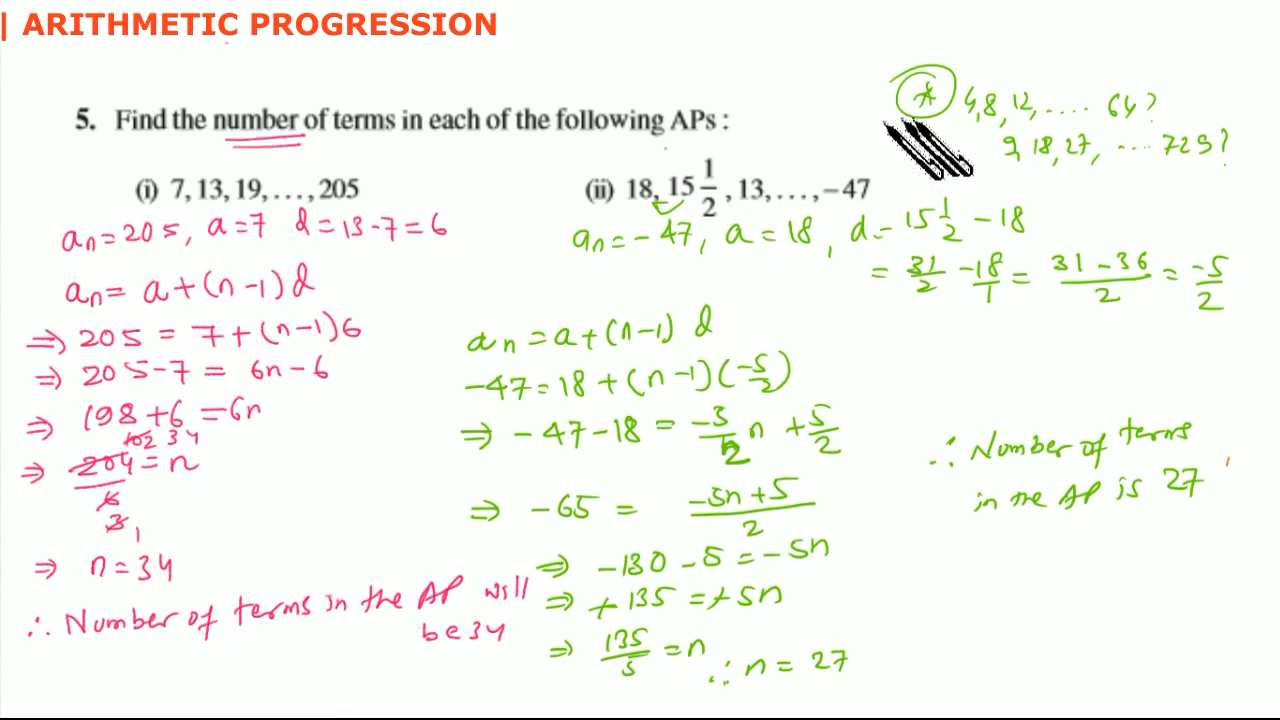 | ARITHMETIC PROGRESSION
5. Find the number of terms in each of the following APs :
(i) 7, 13, 19, . . . , 205
(ii) 18, 15 1/2, 13, . . . , –47
4, 8, 12, .... 64?
9, 18, 27, .... 729?
an = 205, a = 7 d = 13 - 7 = 6
an = a + (n-1) d
⇒ 205 = 7 + (n-1) 6
⇒ 205 - 7 = 6n - 6
⇒ 198 + 6 = 6n
102 34
⇒ 204/6 = n
3 1
⇒ n = 34
∴ Number of terms in the AP will
be 34
an = -47, a = 18, d = 15 1/2 - 18
= 31/2 - 18/1 = 31 - 36/2 = -5/2
an = a + (n-1) d
-47 = 18 + (n-1) (-5/2)
⇒ -47 - 18 = -5/2 n + 5/2
⇒ -65 = -5n + 5/2
⇒ -130 - 5 = -5n
⇒ + 135 = + 5n
⇒ 135/5 = n
∴ n = 27
∴ Number of terms
in the AP is 27